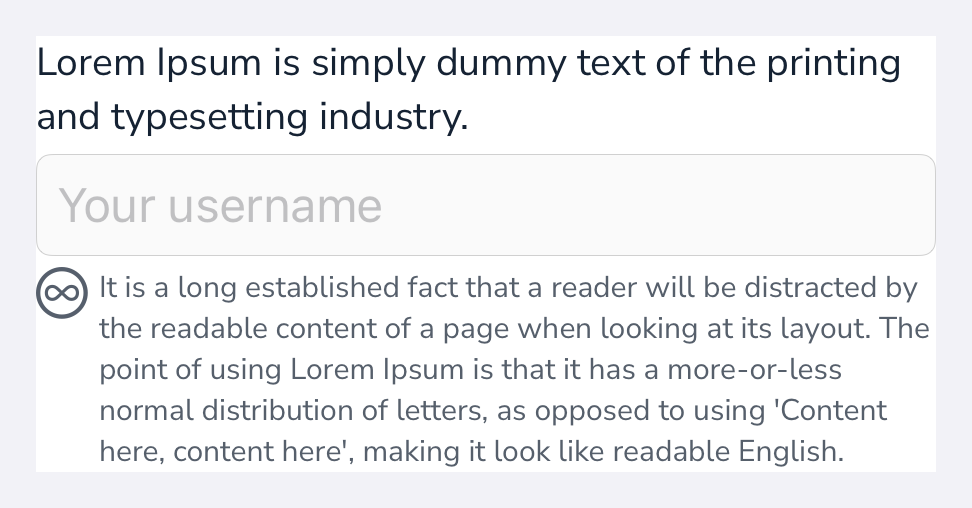 Lorem Ipsum is simply dummy text of the printing
and typesetting industry.
Your username
It is a long established fact that a reader will be distracted by
the readable content of a page when looking at its layout. The
point of using Lorem Ipsum is that it has a more-or-less
normal distribution of letters, as opposed to using 'Content
here, content here', making it look like readable English.